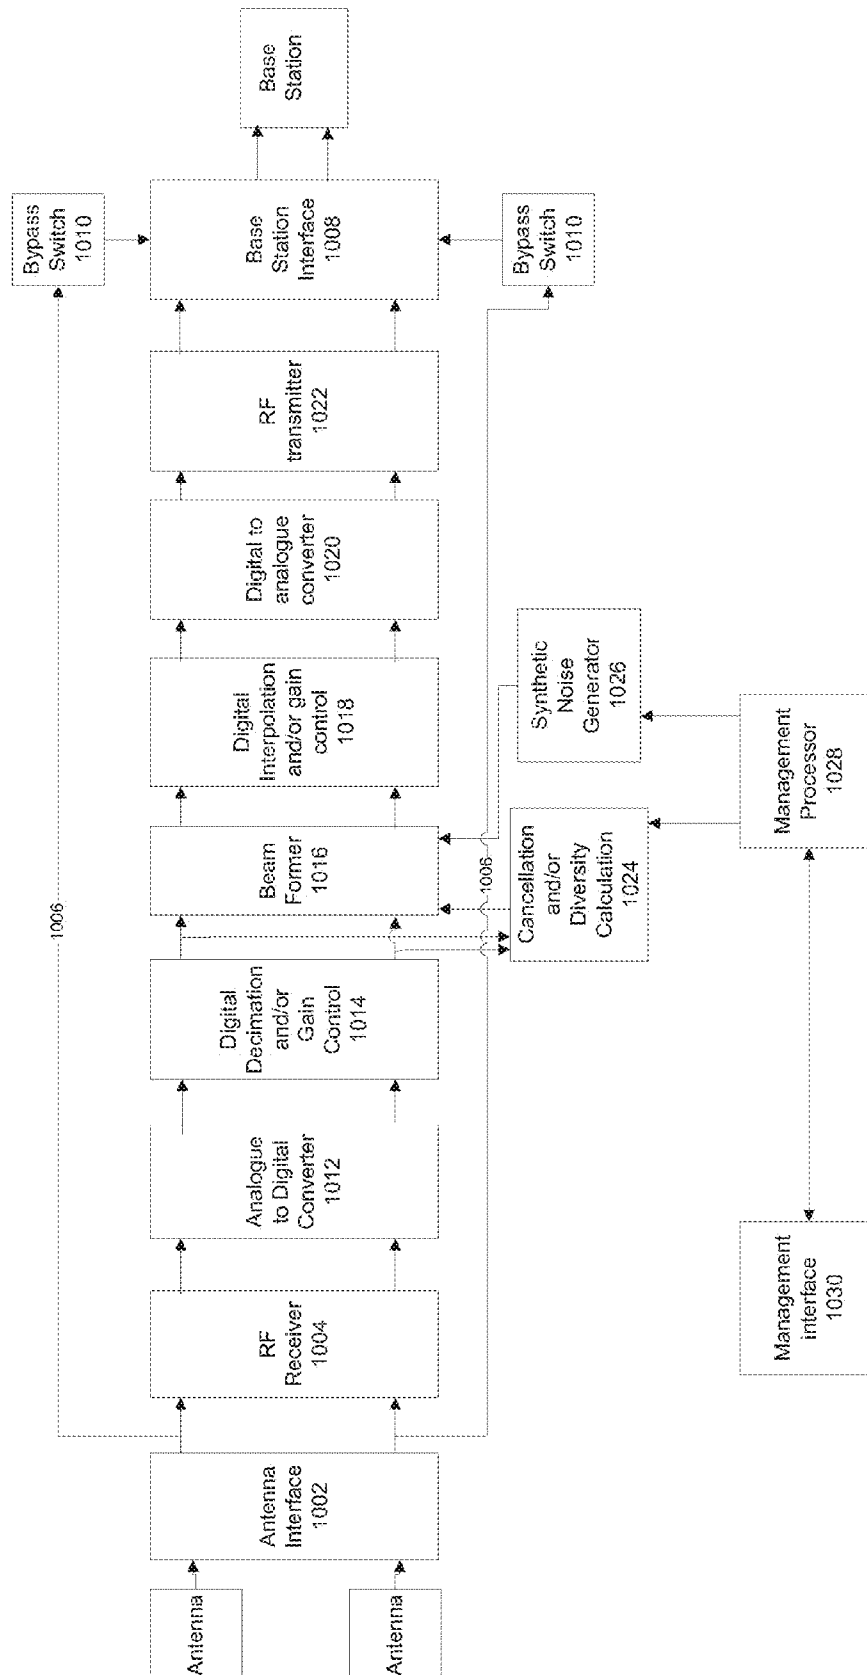 Antenna
Antenna
Antenna
Interface
1002
1006
1006
RF
Receiver
1004
Analogue
to Digital
Converter
1012
Digital
Decimation
and/or
Gain
Control
1014
Beam
Former
1016
Digital
Interpolation
and/or gain
control
1018
Digital to
analogue
converter
1020
RF
transmitter
1022
Bypass
Switch
1010
Base
Station
Interface
1008
Bypass
Switch
1010
Base
Station
Cancellation
and/or
Diversity
Calculation
1024
Synthetic
Noise
Generator
1026
Management
interface
1030
Management
Processor
1028